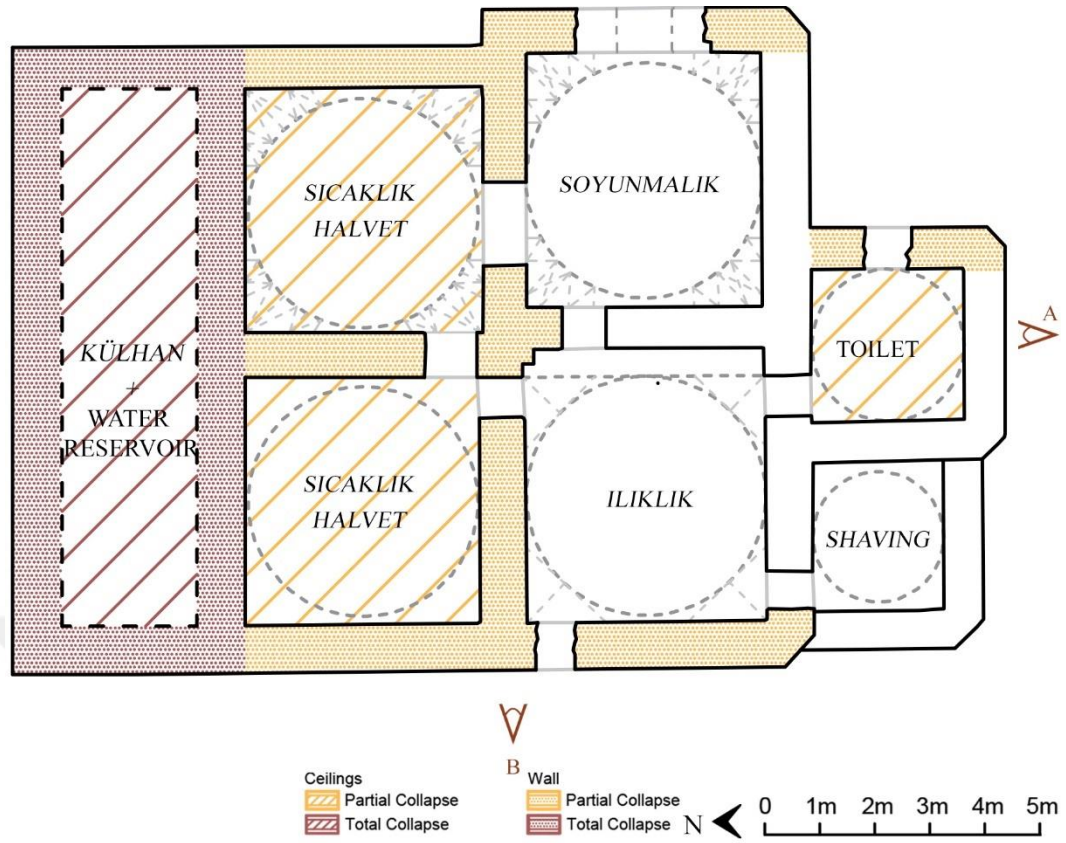 SICAKLIK
HALVET
SOYUNMALIK
KÜLHAN
+
WATER
RESERVOIR
TOILET
A
SICAKLIK
HALVET
ILIKLIK
SHAVING
B
Ceilings
Partial Collapse
Total Collapse
Wall
Partial Collapse
Total Collapse
N
0 1m 2m 3m 4m 5m